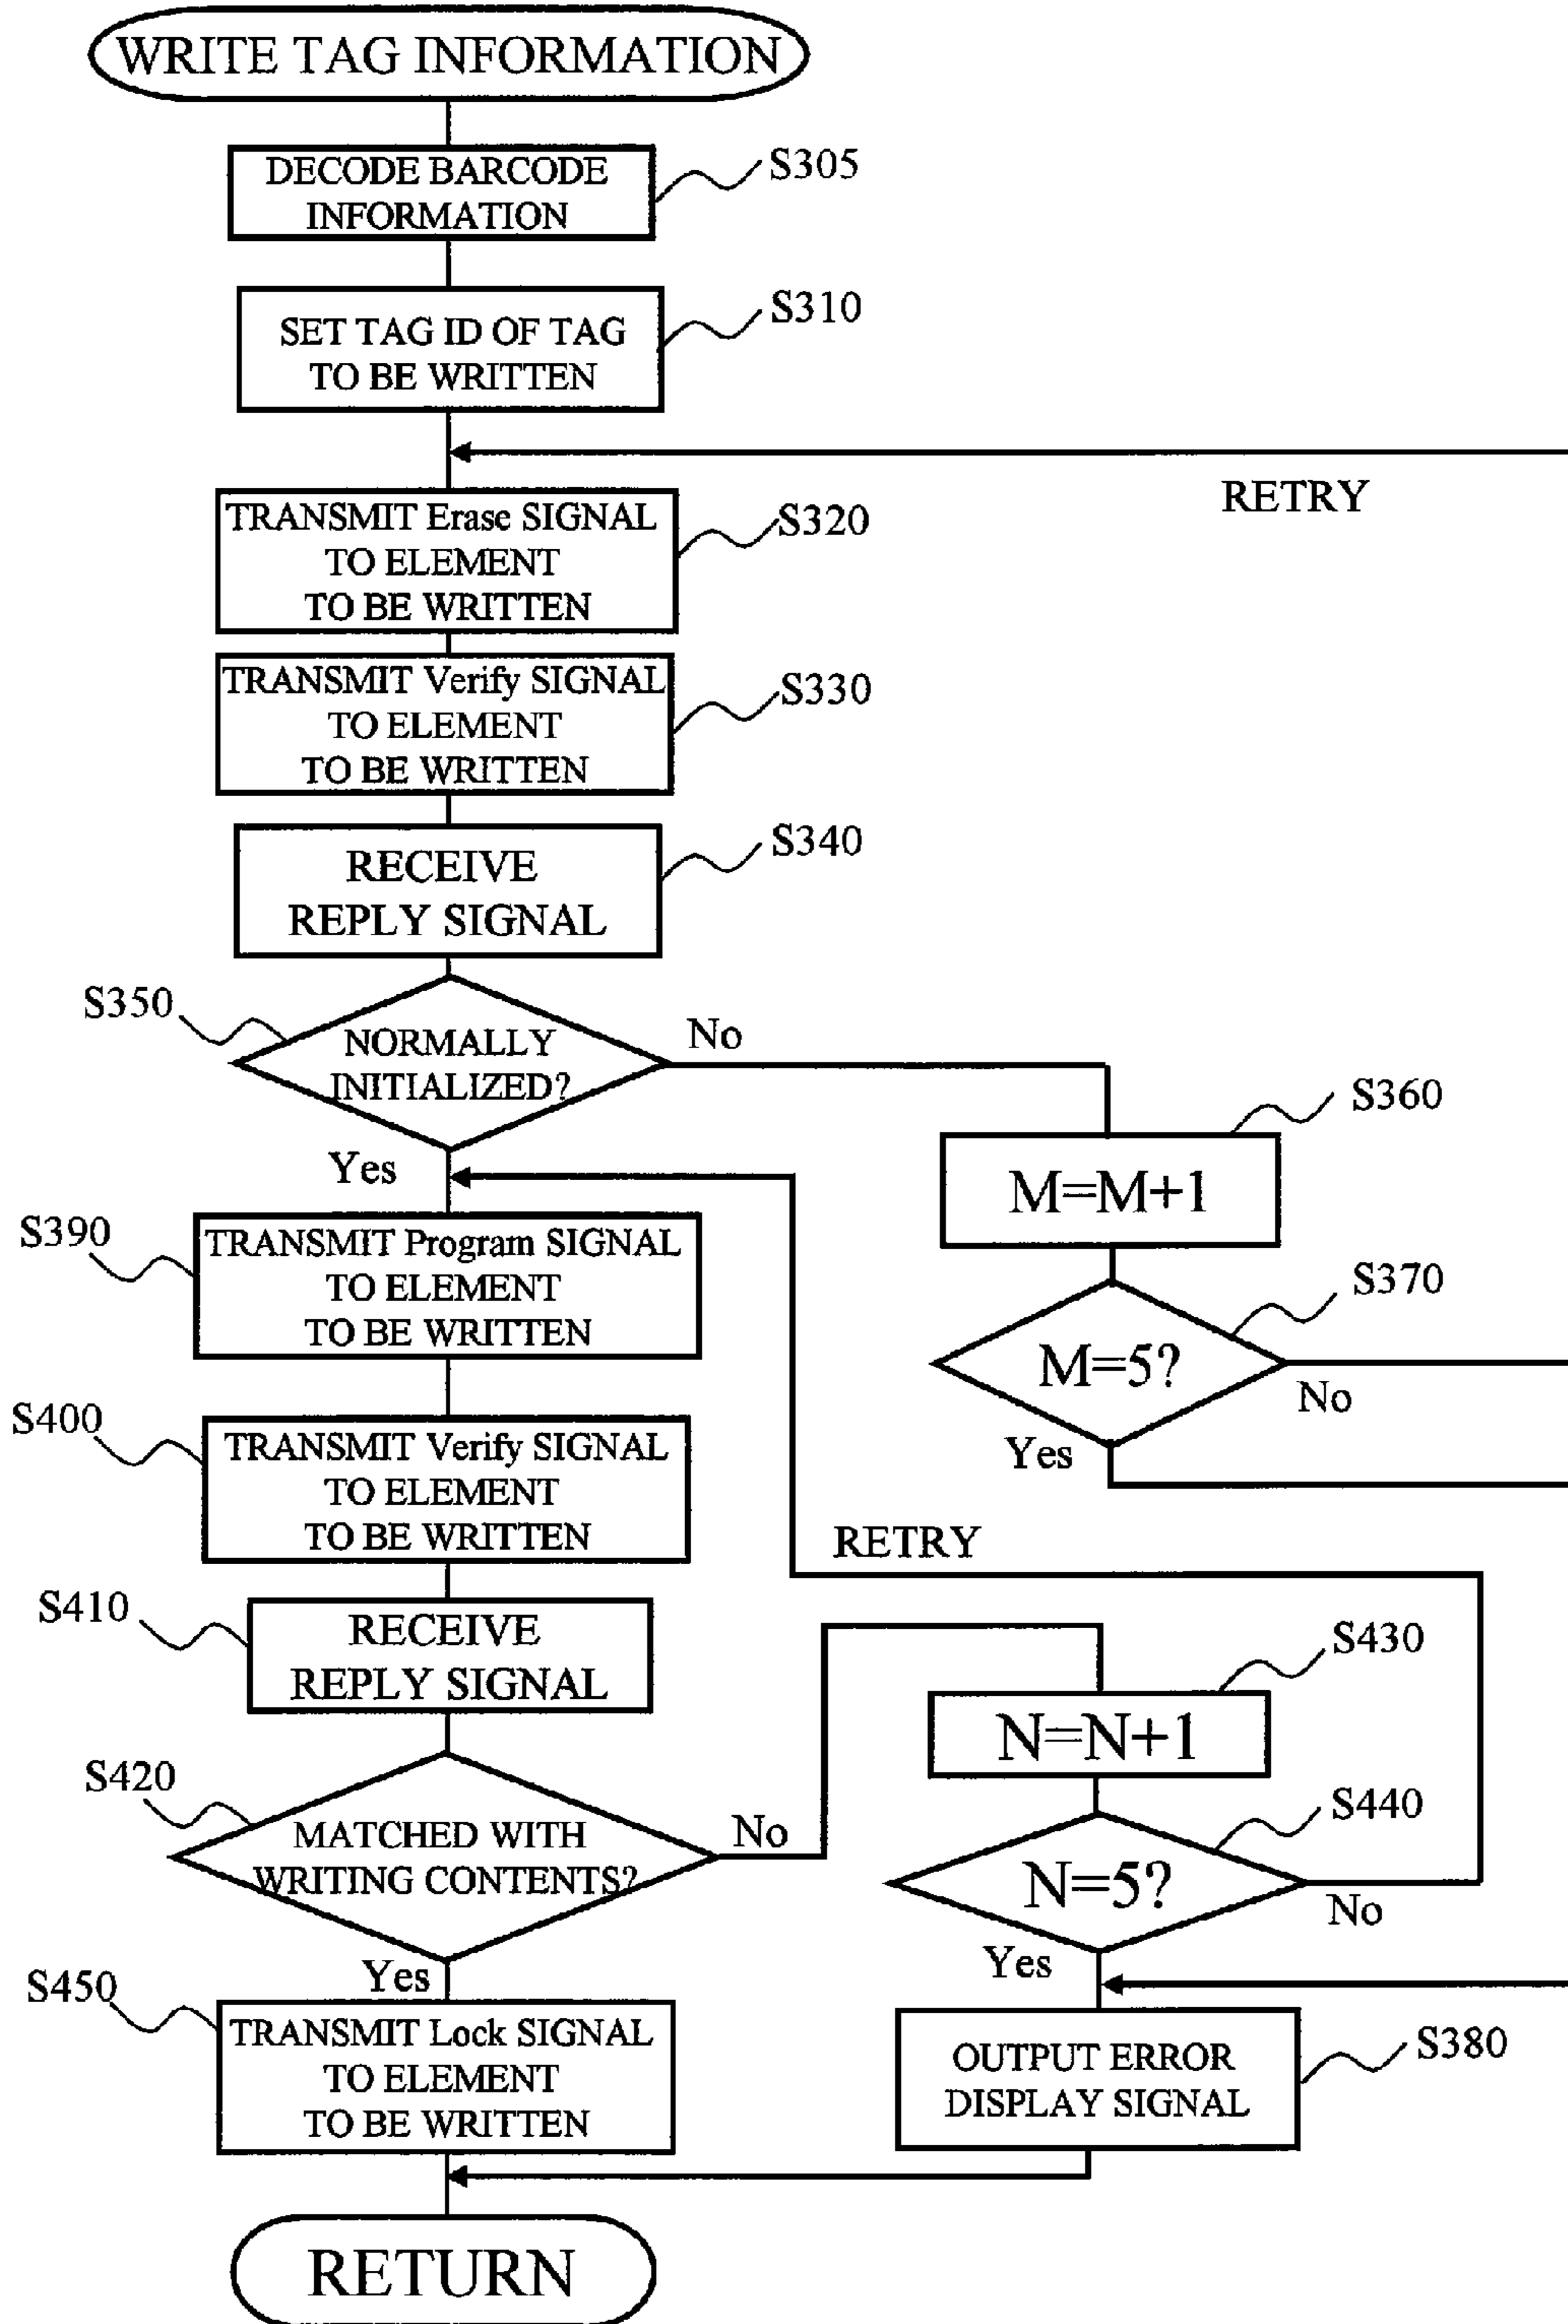 WRITE TAG INFORMATION
DECODE BARCODE
INFORMATION
S305
SET TAG ID OF TAG
TO BE WRITTEN
S310
RETRY
TRANSMIT Erase SIGNAL
TO ELEMENT
TO BE WRITTEN
S320
TRANSMIT Verify SIGNAL
TO ELEMENT
TO BE WRITTEN
S330
RECEIVE
REPLY SIGNAL
S340
S350
NORMALLY
INITIALIZED?
No
Yes
S360
M=M+1
S370
M=5?
No
Yes
S390
TRANSMIT Program SIGNAL
TO ELEMENT
TO BE WRITTEN
S400
TRANSMIT Verify SIGNAL
TO ELEMENT
TO BE WRITTEN
RETRY
S410
RECEIVE
REPLY SIGNAL
S420
MATCHED WITH
WRITING CONTENTS?
No
Yes
S430
N=N+1
S440
N=5?
No
Yes
S450
TRANSMIT Lock SIGNAL
TO ELEMENT
TO BE WRITTEN
OUTPUT ERROR
DISPLAY SIGNAL
S380
RETURN